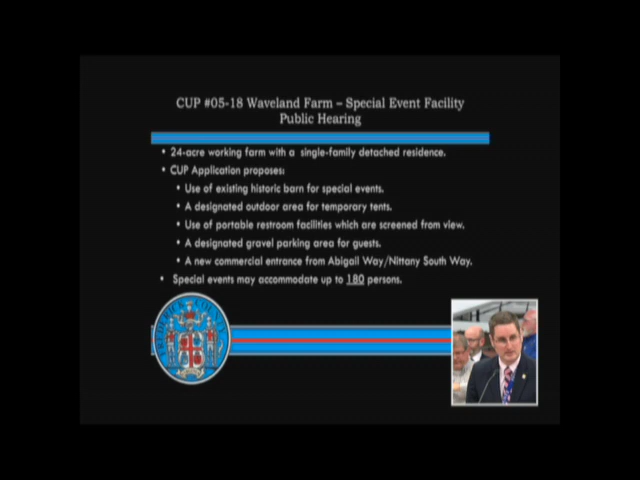 CUP #05-18 Waveland Farm – Special Event Facility
Public Hearing
• 24-acre working farm with a single-family detached residence.
• CUP Application proposes:
• Use of existing historic barn for special events.
• A designated outdoor area for temporary tents.
• Use of portable restroom facilities which are screened from view.
• A designated gravel parking area for guests.
• A new commercial entrance from Abigail Way/Nittany South Way.
• Special events may accommodate up to 180 persons.
FREDERICK COUNTY